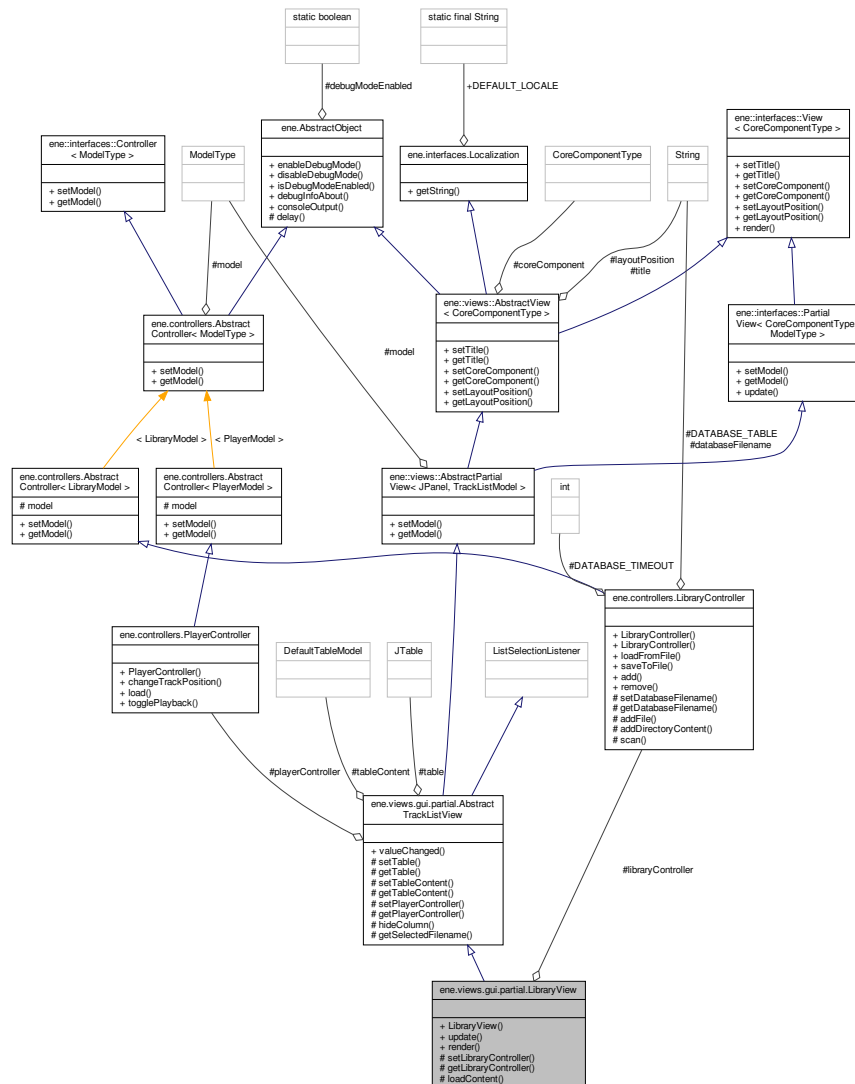 static boolean
static final String
#debugModeEnabled
+DEFAULT_LOCALE
ene::interfaces::View
< CoreComponentType >
+ setTitle()
+ getTitle()
+ setCoreComponent()
+ getCoreComponent()
+ setLayoutPosition()
+ getLayoutPosition()
+ render()
ene.AbstractObject
+ enableDebugMode()
+ disableDebugMode()
+ isDebugModeEnabled()
+ debugInfoAbout()
+ consoleOutput()
# delay()
ene::interfaces::Controller
< ModelType >
+ setModel()
+ getModel()
ModelType
ene.interfaces.Localization
+ getString()
CoreComponentType
String
#model
#coreComponent
#layoutPosition
#title
ene::views::AbstractView
< CoreComponentType >
+ setTitle()
+ getTitle()
+ setCoreComponent()
+ getCoreComponent()
+ setLayoutPosition()
+ getLayoutPosition()
ene::interfaces::Partial
View< CoreComponentType
ModelType >
+ setModel()
+ getModel()
+ update()
ene.controllers.Abstract
Controller< ModelType >
+ setModel()
+ getModel()
#model
< LibraryModel >
< PlayerModel >
#DATABASE_TABLE
#databaseFilename
ene.controllers.Abstract
Controller< LibraryModel >
# model
+ setModel()
+ getModel()
ene.controllers.Abstract
Controller< PlayerModel >
# model
+ setModel()
+ getModel()
ene::views::AbstractPartial
View< JPanel, TrackListModel >
+ setModel()
+ getModel()
int
#DATABASE_TIMEOUT
ene.controllers.LibraryController
+ LibraryController()
+ LibraryController()
+ loadFromFile()
+ saveToFile()
+ add()
+ remove()
# setDatabaseFilename()
# getDatabaseFilename()
# addFile()
# addDirectoryContent()
# scan()
ene.controllers.PlayerController
+ PlayerController()
+ changeTrackPosition()
+ load()
+ togglePlayback()
DefaultTableModel
JTable
ListSelectionListener
#playerController
#tableContent
#table
ene.views.gui.partial.Abstract
TrackListView
+ valueChanged()
# setTable()
# getTable()
# setTableContent()
# getTableContent()
# setPlayerController()
# getPlayerController()
# hideColumn()
# getSelectedFilename()
#libraryController
ene.views.gui.partial.LibraryView
+ LibraryView()
+ update()
+ render()
# setLibraryController()
# getLibraryController()
# loadContent()